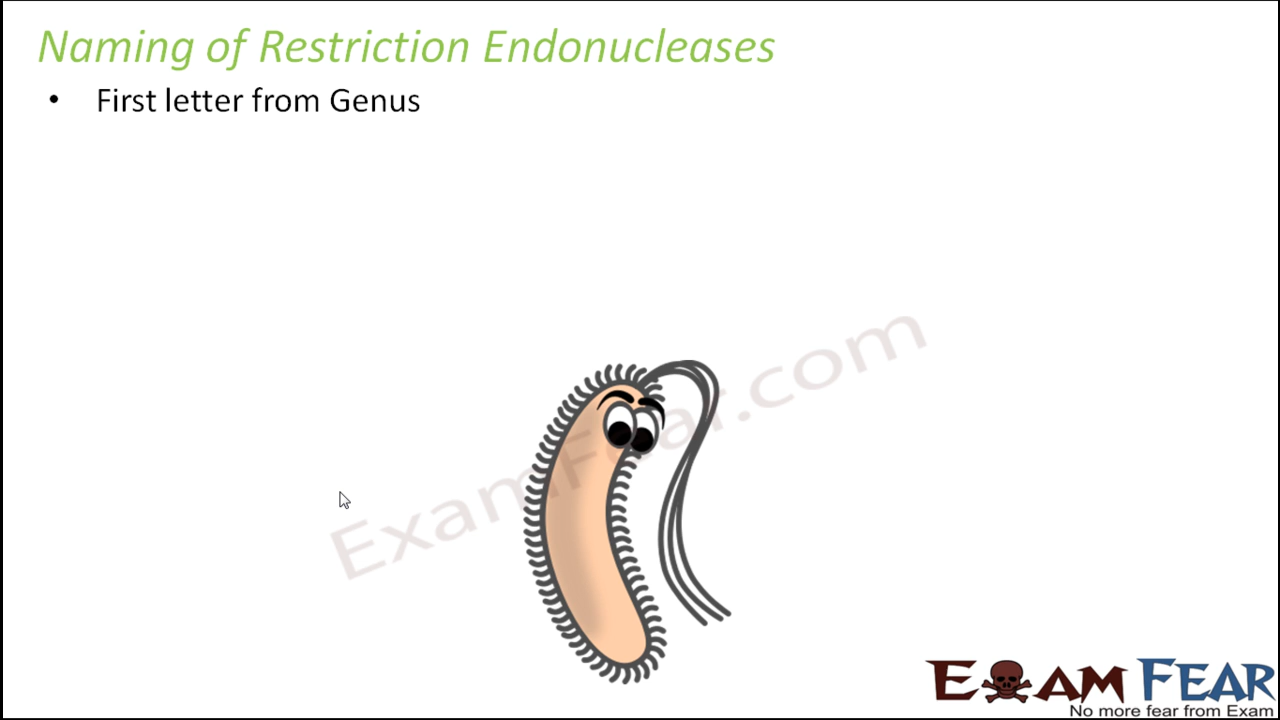 Naming of Restriction Endonucleases
• First letter from Genus
ExamFear.com
EXAM FEAR
No more fear from Exam